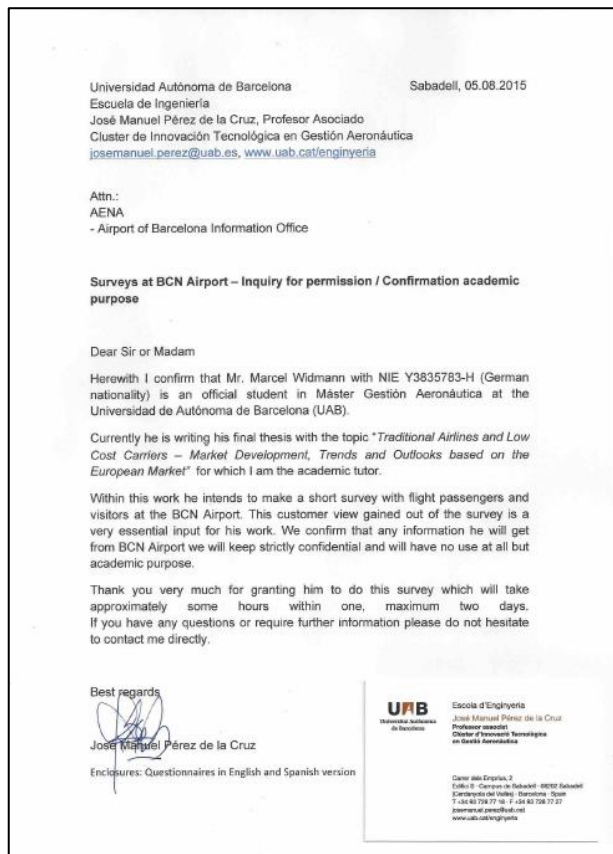 Universidad Autónoma de Barcelona Sabadell, 05.08.2015
Escuela de Ingeniería
José Manuel Pérez de la Cruz, Profesor Asociado
Cluster de Innovación Tecnológica en Gestión Aeronáutica
josemanuel.perez@uab.es, www.uab.cat/enginyeria
Attn.:
AENA
- Airport of Barcelona Information Office
Surveys at BCN Airport – Inquiry for permission / Confirmation academic
purpose
Dear Sir or Madam
Herewith I confirm that Mr. Marcel Widmann with NIE Y3835783-H (German
nationality) is an official student in Máster Gestión Aeronáutica at the
Universidad de Autónoma de Barcelona (UAB).
Currently he is writing his final thesis with the topic "Traditional Airlines and Low
Cost Carriers – Market Development, Trends and Outlooks based on the
European Market" for which I am the academic tutor.
Within this work he intends to make a short survey with flight passengers and
visitors at the BCN Airport. This customer view gained out of the survey is a
very essential input for his work. We confirm that any information he will get
from BCN Airport we will keep strictly confidential and will have no use at all but
academic purpose.
Thank you very much for granting him to do this survey which will take
approximately some hours within one, maximum two days.
If you have any questions or require further information please do not hesitate
to contact me directly.
Best regards
José Manuel Pérez de la Cruz
Enclosures: Questionnaires in English and Spanish version
UAB
Universitat Autònoma
de Barcelona
Escola d'Enginyeria
José Manuel Pérez de la Cruz
Professor associat
Clúster d'Innovació Tecnològica
en Gestió Aeronàutica
Carrer dels Emprius, 2
Edifici S · Campus de Sabadell · 08202 Sabadell
(Cerdanyola del Vallès) · Barcelona · Spain
T +34 93 728 77 16 · F +34 93 728 77 27
josemanuel.perez@uab.cat
www.uab.cat/enginyeria